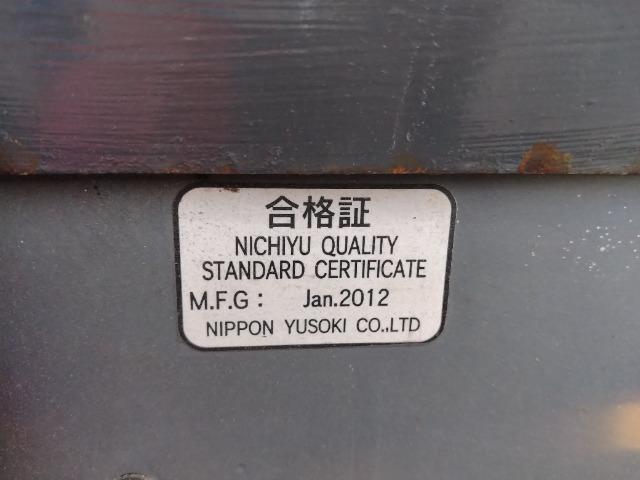 合格証
NICHIYU QUALITY
STANDARD CERTIFICATE
M.F.G : Jan.2012
NIPPON YUSOKI CO.,LTD